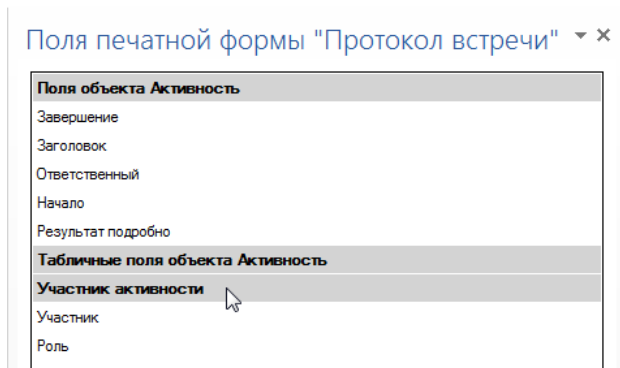 Поля печатной формы "Протокол встречи"
Поля объекта Активность
Завершение
Заголовок
Ответственный
Начало
Результат подробно
Табличные поля объекта Активность
Участник активности
Участник
Роль